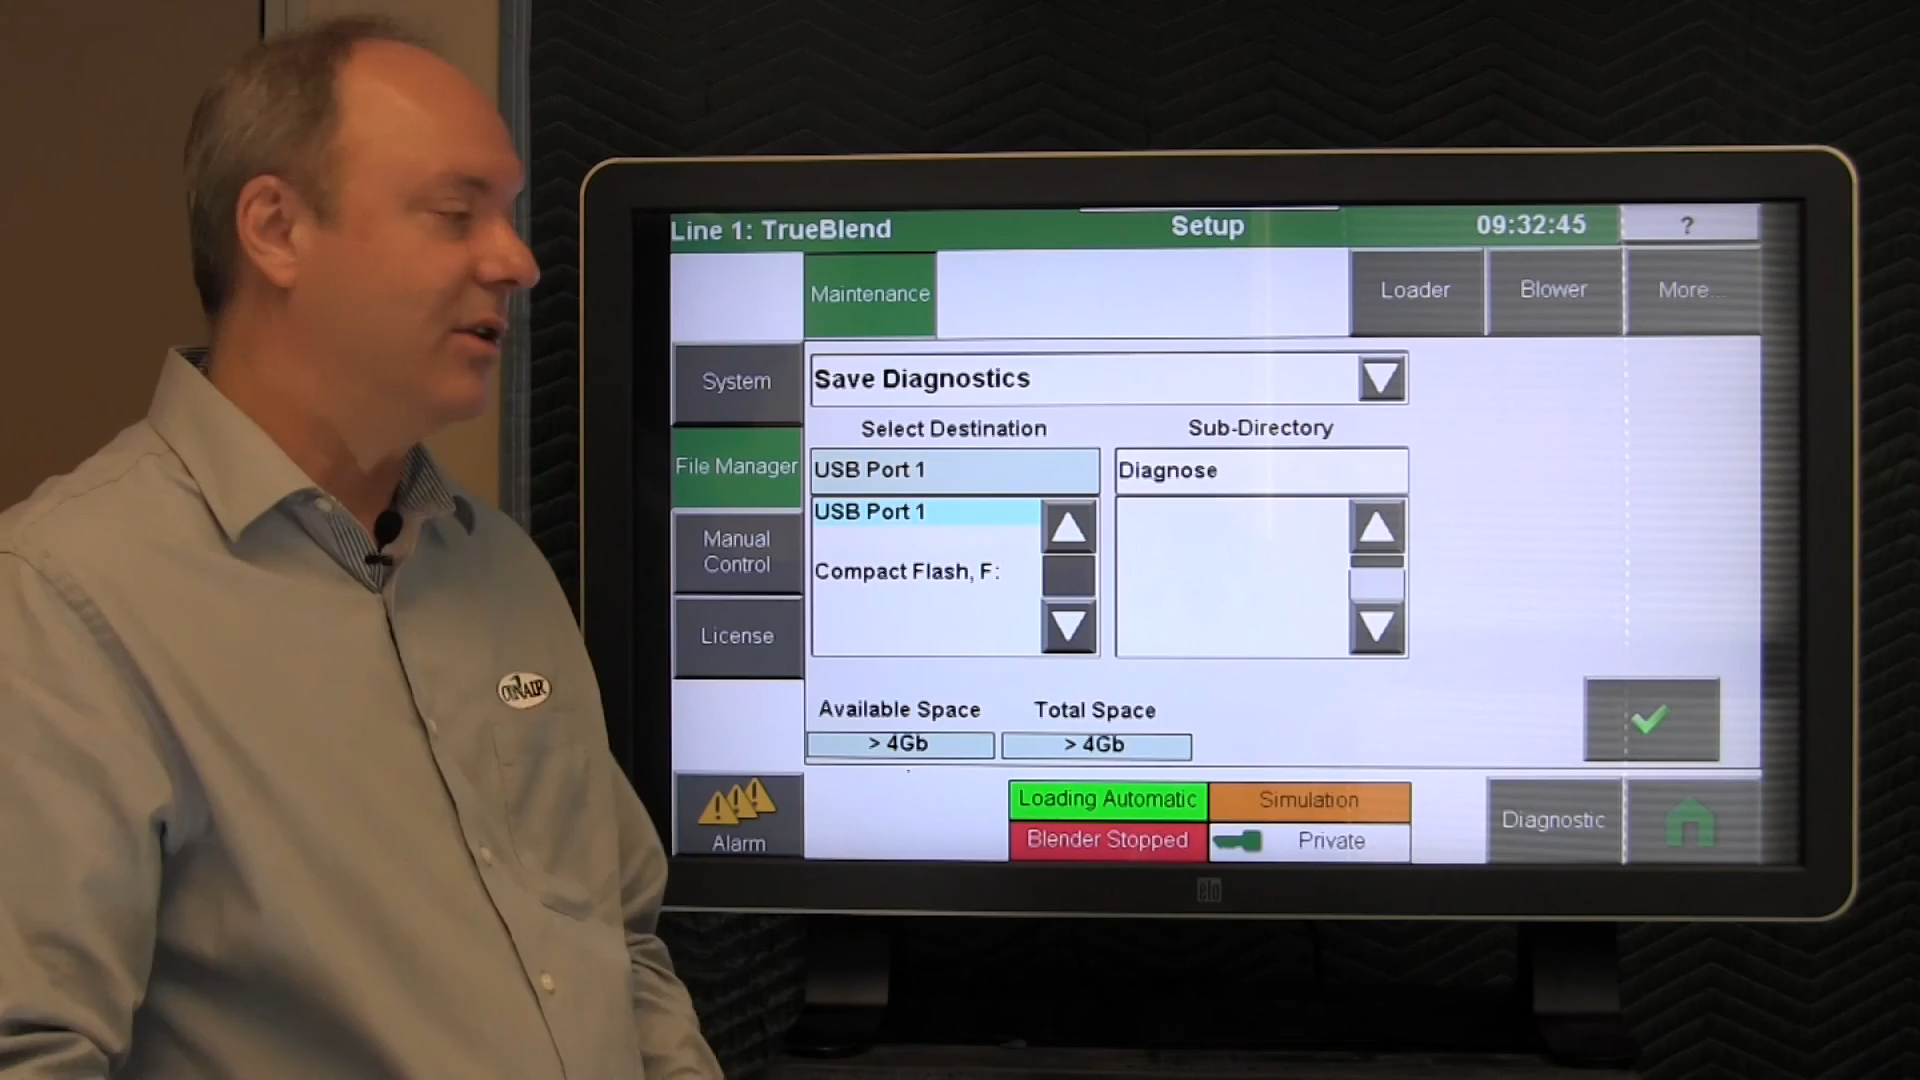 Line 1: TrueBlend
Setup
09:32:45
?
Maintenance
Loader
Blower
More...
System
Save Diagnostics
Select Destination
Sub-Directory
File Manager
USB Port 1
Diagnose
USB Port 1
Manual
Control
Compact Flash, F:
License
CONAIR
Available Space
Total Space
> 4Gb
> 4Gb
Loading Automatic
Simulation
Alarm
Blender Stopped
Private
Diagnostic
elo